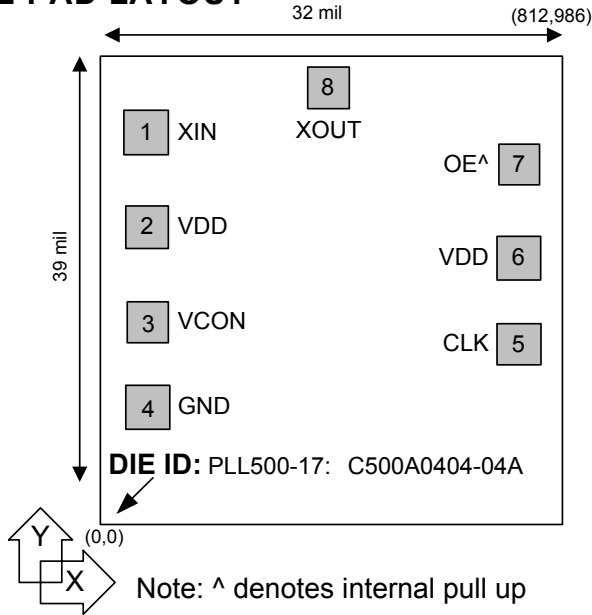 PAD LAYOUT
32 mil
(812,986)
8
XOUT
1 XIN
OE^ 7
2 VDD
VDD 6
39 mil
3 VCON
CLK 5
4 GND
DIE ID: PLL500-17: C500A0404-04A
Y
(0,0)
X
Note: ^ denotes internal pull up